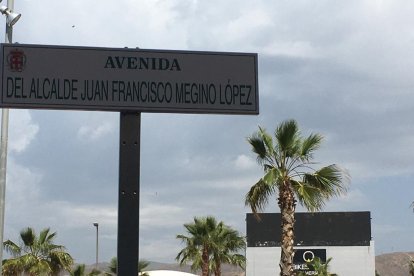 AVENIDA
DEL ALCALDE JUAN FRANCISCO MEGINO LÓPEZ